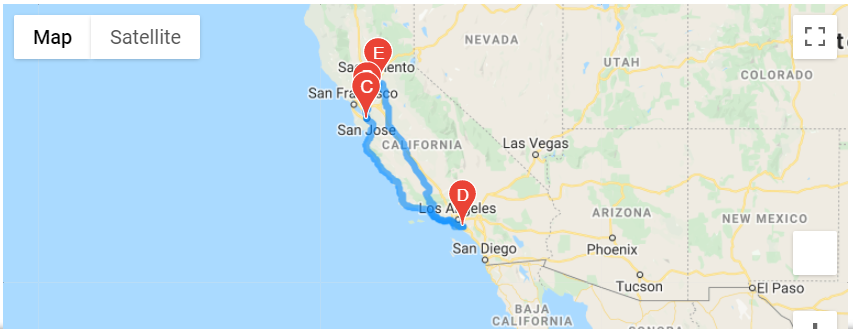 Map
Satellite
NEVADA
UTAH
COLORADO
E
Sacramento
C
San Francisco
San Jose
CALIFORNIA
Las Vegas
D
Los Angeles
ARIZONA
NEW MEXICO
San Diego
Phoenix
Tucson
El Paso
BAJA
CALIFORNIA
SONORA